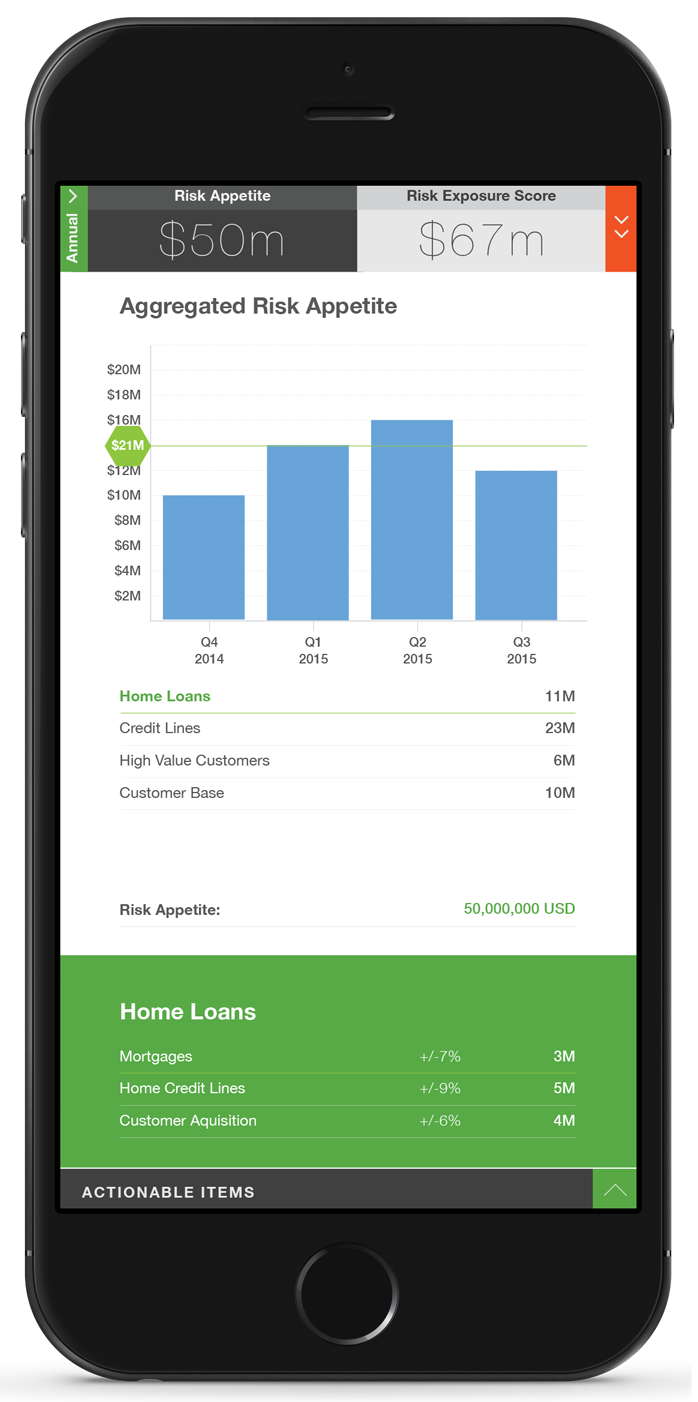 Annual
Risk Appetite
$50m
Risk Exposure Score
$67m
Aggregated Risk Appetite
$20M
$18M
$16M
$21M
$12M
$10M
$8M
$6M
$4M
$2M
Q4 2014
Q1 2015
Q2 2015
Q3 2015
Home Loans 11M
Credit Lines 23M
High Value Customers 6M
Customer Base 10M
Risk Appetite: 50,000,000 USD
Home Loans
Mortgages +/-7% 3M
Home Credit Lines +/-9% 5M
Customer Aquisition +/-6% 4M
ACTIONABLE ITEMS